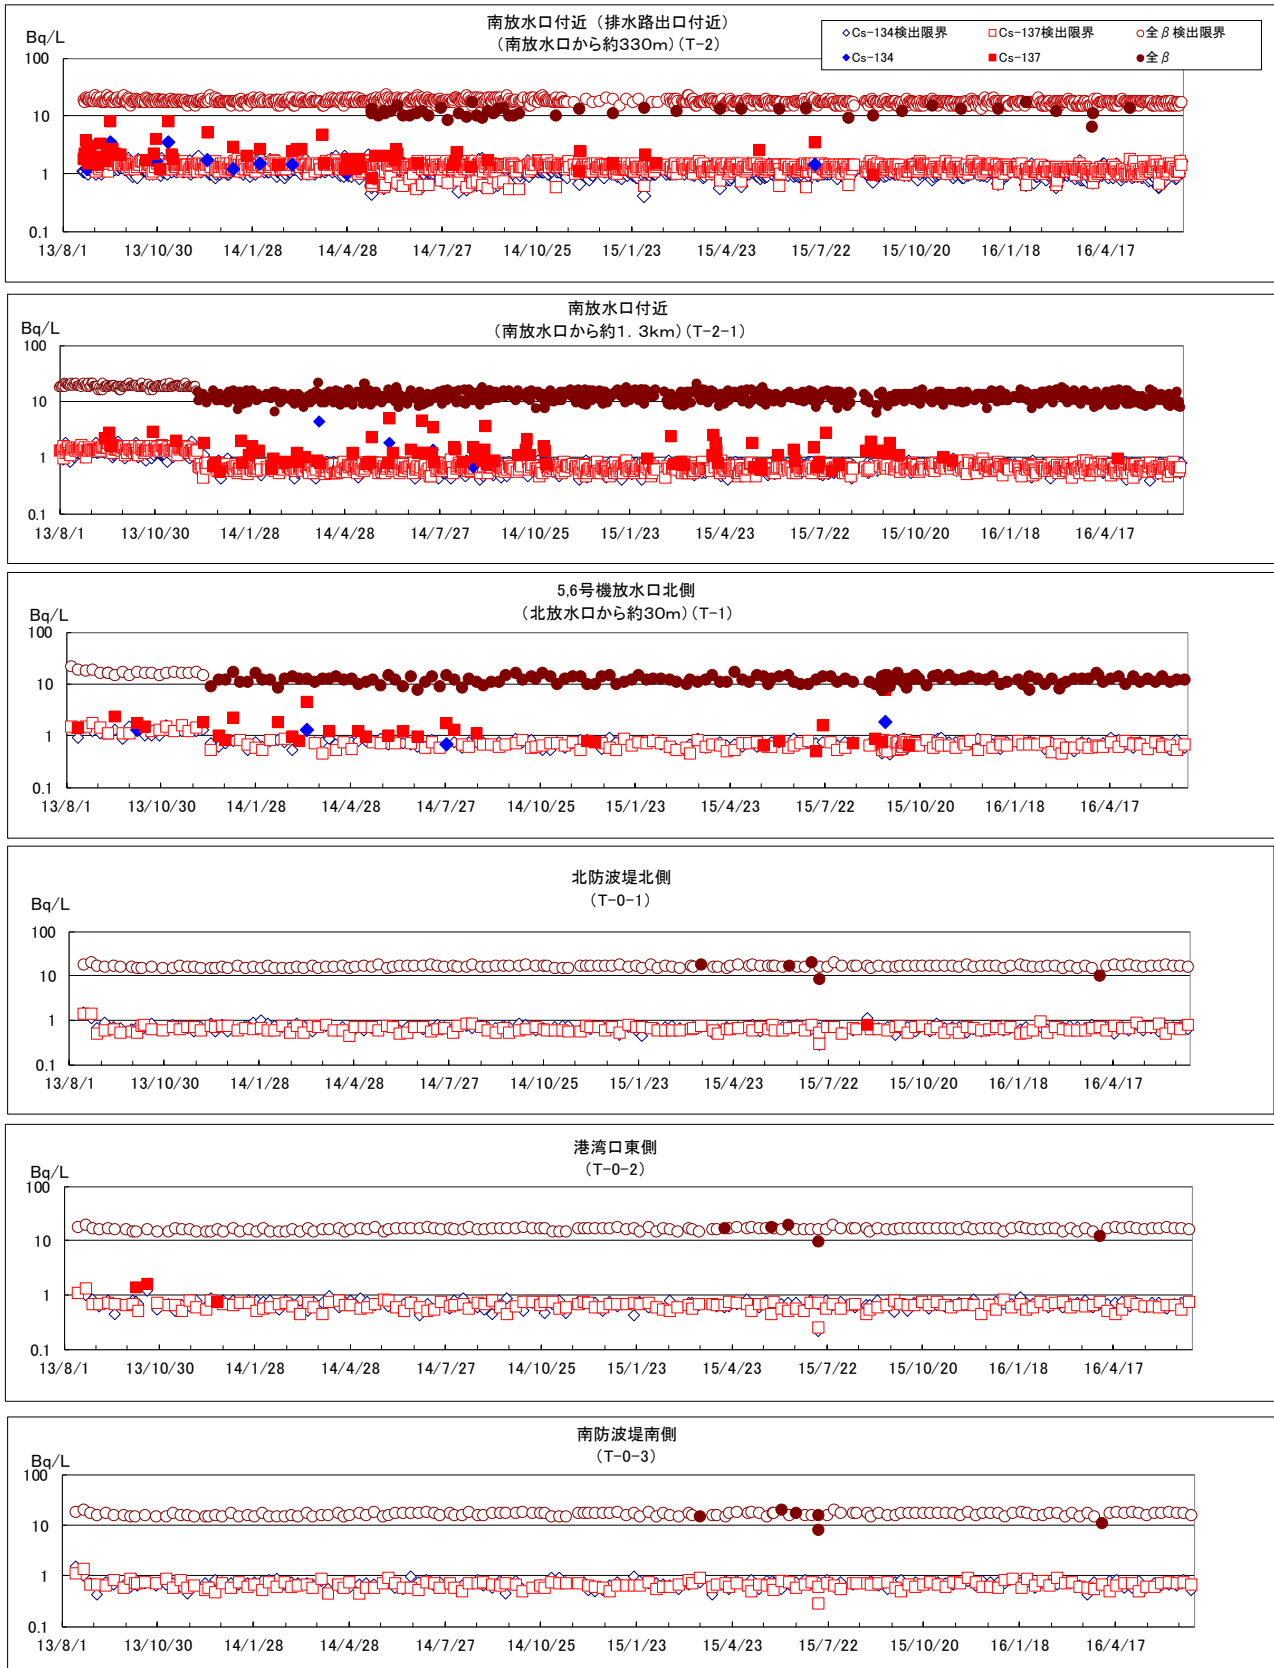 南放水口付近（排水路出口付近）
（南放水口から約330m）（T-2）
Bq/L
◇Cs-134検出限界 □Cs-137検出限界 ○全β検出限界
◆Cs-134 ■Cs-137 ●全β
100
10
1
0.1
13/8/1 13/10/30 14/1/28 14/4/28 14/7/27 14/10/25 15/1/23 15/4/23 15/7/22 15/10/20 16/1/18 16/4/17
南放水口付近
（南放水口から約1．3km）（T-2-1）
Bq/L
100
10
1
0.1
13/8/1 13/10/30 14/1/28 14/4/28 14/7/27 14/10/25 15/1/23 15/4/23 15/7/22 15/10/20 16/1/18 16/4/17
5,6号機放水口北側
（北放水口から約30m）（T-1）
Bq/L
100
10
1
0.1
13/8/1 13/10/30 14/1/28 14/4/28 14/7/27 14/10/25 15/1/23 15/4/23 15/7/22 15/10/20 16/1/18 16/4/17
北防波堤北側
（T-0-1）
Bq/L
100
10
1
0.1
13/8/1 13/10/30 14/1/28 14/4/28 14/7/27 14/10/25 15/1/23 15/4/23 15/7/22 15/10/20 16/1/18 16/4/17
港湾口東側
（T-0-2）
Bq/L
100
10
1
0.1
13/8/1 13/10/30 14/1/28 14/4/28 14/7/27 14/10/25 15/1/23 15/4/23 15/7/22 15/10/20 16/1/18 16/4/17
南防波堤南側
（T-0-3）
Bq/L
100
10
1
0.1
13/8/1 13/10/30 14/1/28 14/4/28 14/7/27 14/10/25 15/1/23 15/4/23 15/7/22 15/10/20 16/1/18 16/4/17